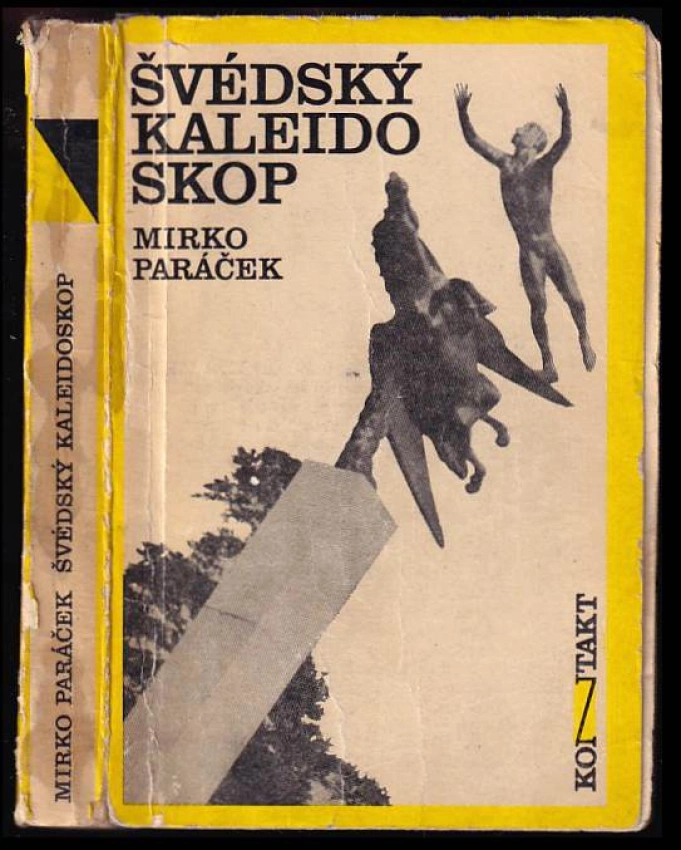 ŠVÉDSKÝ
KALEIDO
SKOP
MIRKO
PARÁČEK
KONTAKT
MIRKO PARÁČEK ŠVÉDSKÝ KALEIDOSKOP